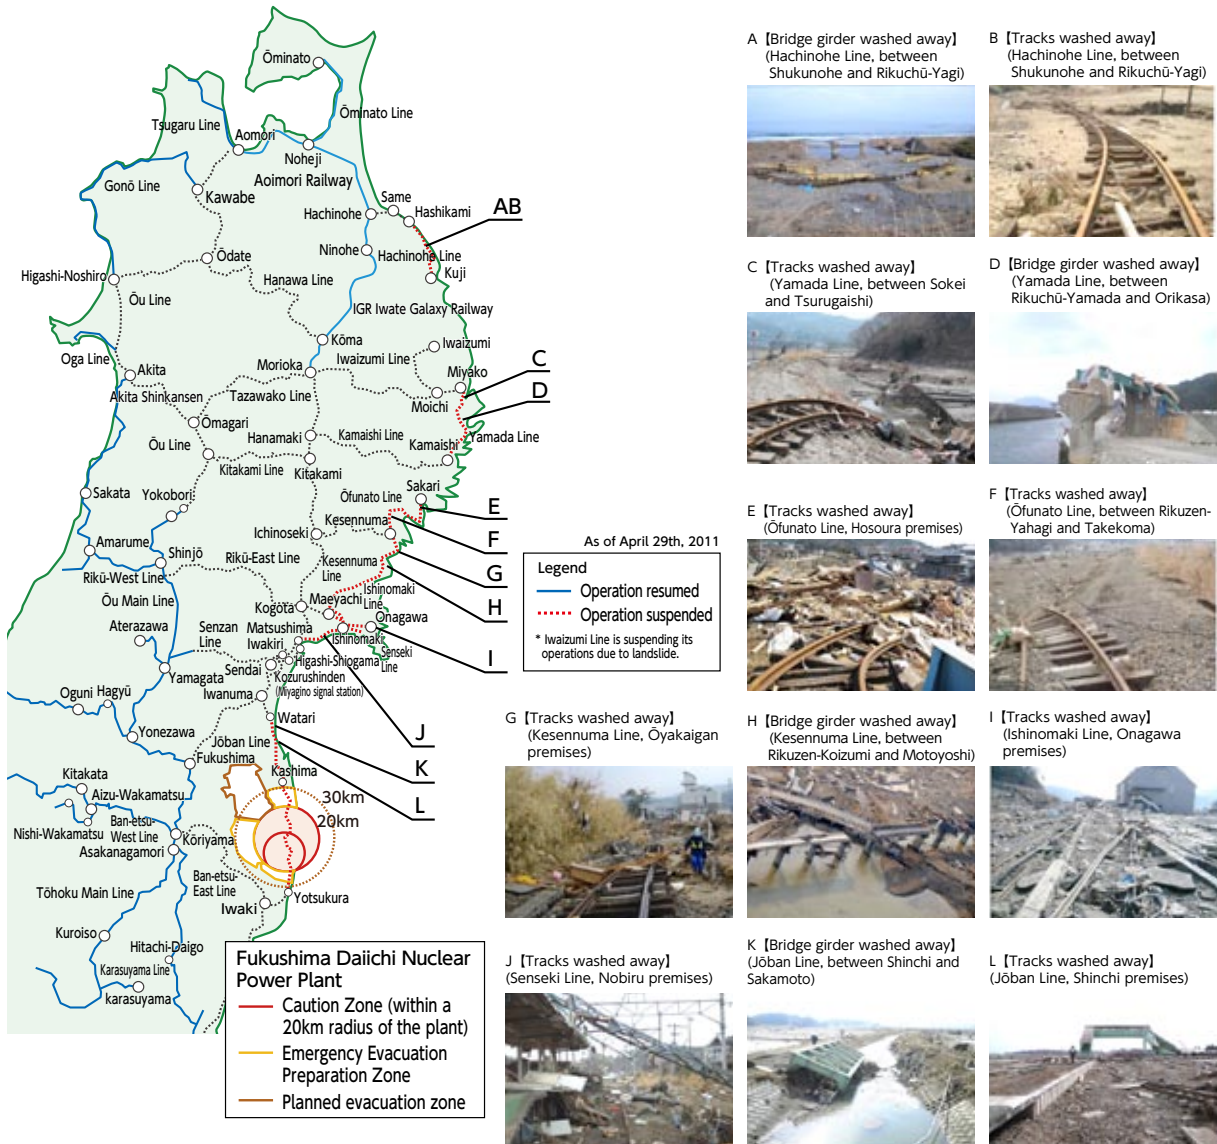 Ōminato
Tsugaru Line
Ōminato Line
Aomori
Noheji
Gonō Line
Aoimori Railway
Kawabe
Same
Hachinohe
Hashikami
AB
Ninohe
Hachinohe Line
Ōdate
Kuji
Higashi-Noshiro
Hanawa Line
Ōu Line
IGR Iwate Galaxy Railway
Kōma
Iwaizumi
Oga Line
Iwaizumi Line
Akita
Morioka
Miyako
C
Akita Shinkansen
Tazawako Line
Moichi
D
Ōmagari
Hanamaki
Kamaishi Line
Yamada Line
Ōu Line
Kamaishi
Kitakami Line
Kitakami
Sakari
Sakata
Yokobori
Ōfunato Line
E
Ichinoseki
Kesennuma
F
Amarume
Shinjō
Rikū-East Line
Kesennuma
Line
G
Rikū-West Line
Ishinomaki
Line
H
Ōu Main Line
Kogota
Maeyachi
Onagawa
Aterazawa
Senzan
Line
Matsushima
Iwakiri
Ishinomaki
Senseki
Line
I
Higashi-Shiogama
Sendai
Kozurushinden
(Miyagino signal station)
Yamagata
Oguni
Hagyū
Iwanuma
Watari
J
Yonezawa
Jōban Line
K
Fukushima
Kashima
L
Kitakata
Aizu-Wakamatsu
30km
20km
Ban-etsu-
West Line
Nishi-Wakamatsu
Kōriyama
Asakanagamori
Ban-etsu-
East Line
Tōhoku Main Line
Yotsukura
Iwaki
Kuroiso
Hitachi-Daigo
Karasuyama Line
karasuyama
As of April 29th, 2011
Legend
Operation resumed
Operation suspended
* Iwaizumi Line is suspending its
operations due to landslide.
Fukushima Daiichi Nuclear
Power Plant
Caution Zone (within a
20km radius of the plant)
Emergency Evacuation
Preparation Zone
Planned evacuation zone
A【Bridge girder washed away】
(Hachinohe Line, between
Shukunohe and Rikuchū-Yagi)
B【Tracks washed away】
(Hachinohe Line, between
Shukunohe and Rikuchū-Yagi)
C【Tracks washed away】
(Yamada Line, between Sokei
and Tsurugaishi)
D【Bridge girder washed away】
(Yamada Line, between
Rikuchū-Yamada and Orikasa)
E【Tracks washed away】
(Ōfunato Line, Hosoura premises)
F【Tracks washed away】
(Ōfunato Line, between Rikuzen-
Yahagi and Takekoma)
G【Tracks washed away】
(Kesennuma Line, Ōyakaigan
premises)
H【Bridge girder washed away】
(Kesennuma Line, between
Rikuzen-Koizumi and Motoyoshi)
I【Tracks washed away】
(Ishinomaki Line, Onagawa
premises)
J【Tracks washed away】
(Senseki Line, Nobiru premises)
K【Bridge girder washed away】
(Jōban Line, between Shinchi and
Sakamoto)
L【Tracks washed away】
(Jōban Line, Shinchi premises)